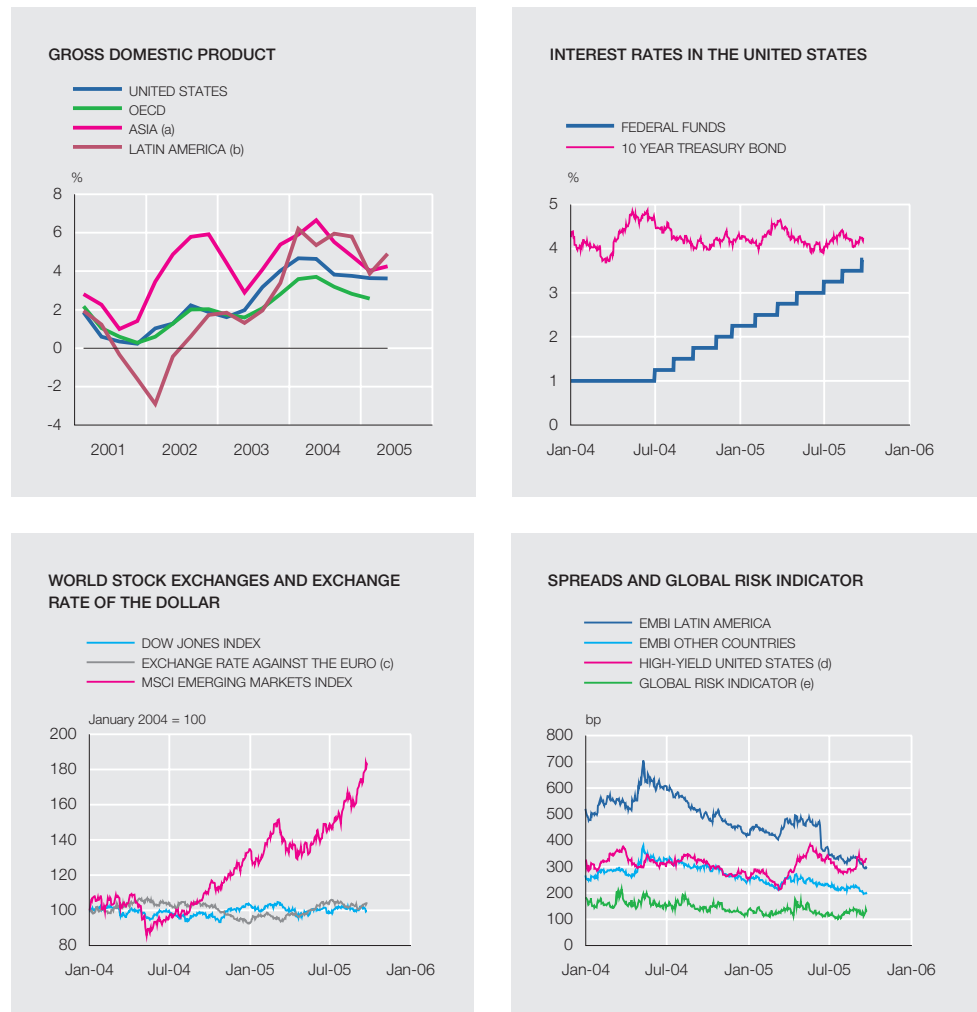 GROSS DOMESTIC PRODUCT
UNITED STATES
OECD
ASIA (a)
LATIN AMERICA (b)
%
8
6
4
2
0
-2
-4
2001 2002 2003 2004 2005
INTEREST RATES IN THE UNITED STATES
FEDERAL FUNDS
10 YEAR TREASURY BOND
%
5
4
3
2
1
0
Jan-04 Jul-04 Jan-05 Jul-05 Jan-06
WORLD STOCK EXCHANGES AND EXCHANGE
RATE OF THE DOLLAR
DOW JONES INDEX
EXCHANGE RATE AGAINST THE EURO (c)
MSCI EMERGING MARKETS INDEX
January 2004 = 100
200
180
160
140
120
100
80
Jan-04 Jul-04 Jan-05 Jul-05 Jan-06
SPREADS AND GLOBAL RISK INDICATOR
EMBI LATIN AMERICA
EMBI OTHER COUNTRIES
HIGH-YIELD UNITED STATES (d)
GLOBAL RISK INDICATOR (e)
bp
800
700
600
500
400
300
200
100
0
Jan-04 Jul-04 Jan-05 Jul-05 Jan-06